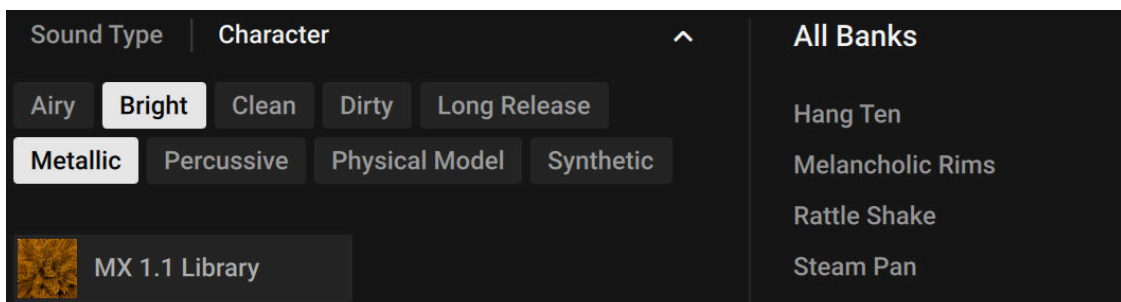 Sound Type Character
Airy Bright Clean Dirty Long Release
Metallic Percussive Physical Model Synthetic
MX 1.1 Library
All Banks
Hang Ten
Melancholic Rims
Rattle Shake
Steam Pan